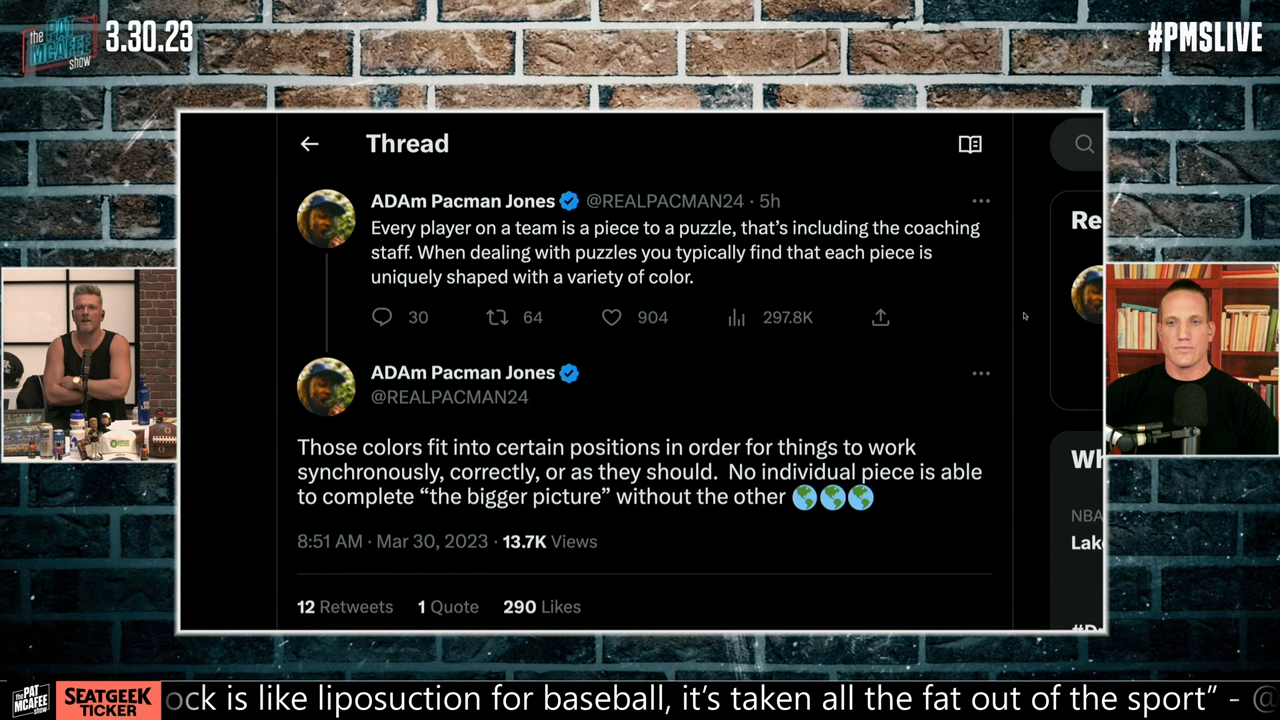 the PAT MCAFEE show
3.30.23
#PMSLIVE
Thread
ADAm Pacman Jones @REALPACMAN24 · 5h
Every player on a team is a piece to a puzzle, that's including the coaching
staff. When dealing with puzzles you typically find that each piece is
uniquely shaped with a variety of color.
30 64 904 297.8K
ADAm Pacman Jones
@REALPACMAN24
Those colors fit into certain positions in order for things to work
synchronously, correctly, or as they should. No individual piece is able
to complete “the bigger picture” without the other 🌎🌎🌎
8:51 AM · Mar 30, 2023 · 13.7K Views
12 Retweets 1 Quote 290 Likes
Re
Wh
NBA
Lak
the PAT MCAFEE show
SEATGEEK
TICKER
ock is like liposuction for baseball, it's taken all the fat out of the sport” - @